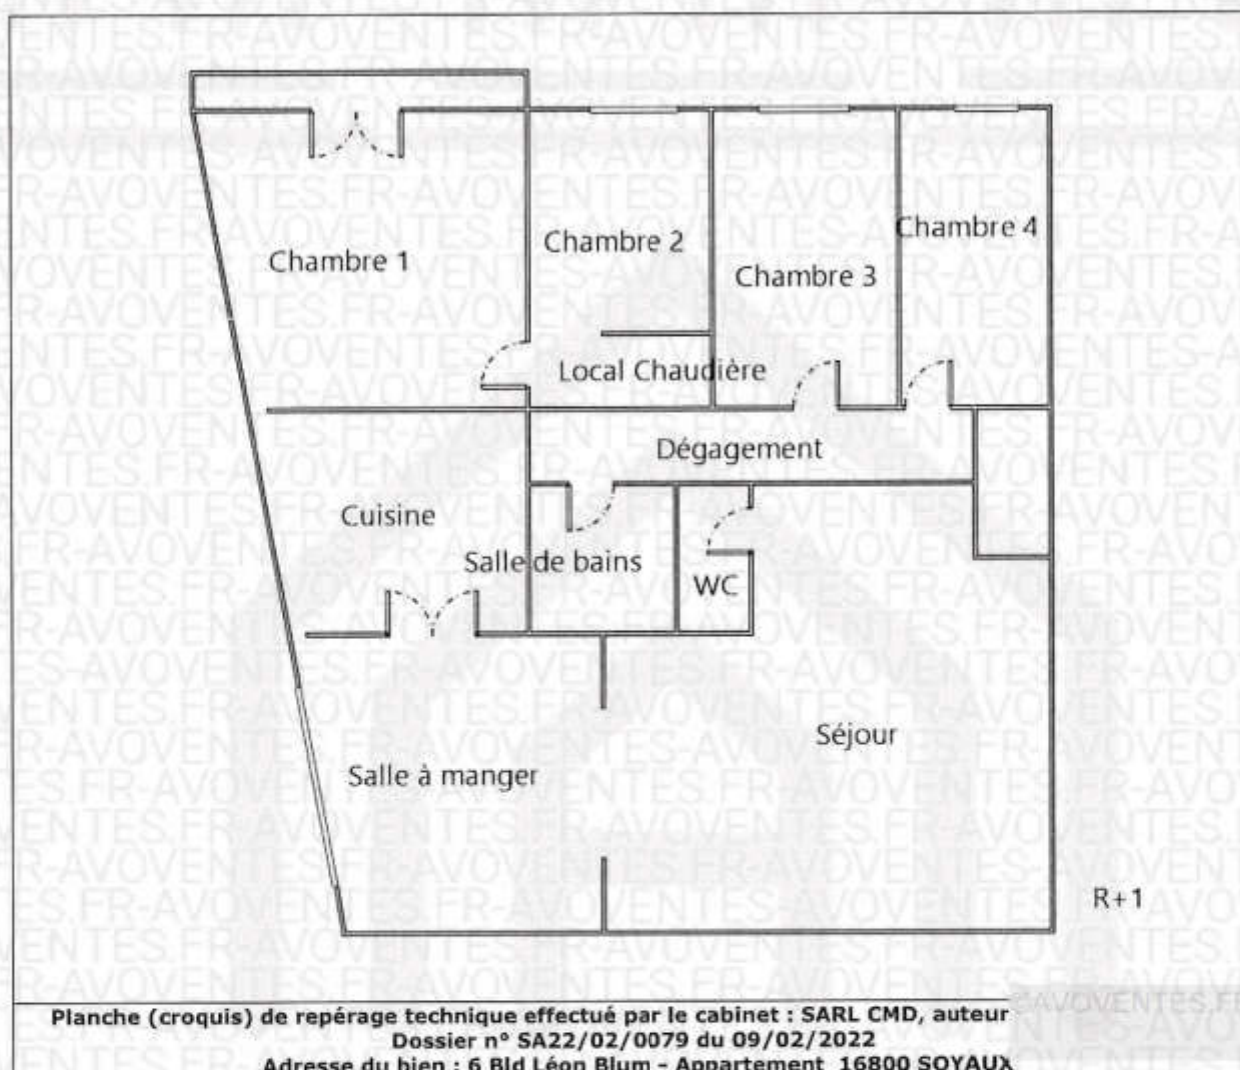 Chambre 1
Chambre 2
Chambre 3
Chambre 4
Local Chaudière
Dégagement
Cuisine
Salle de bains
WC
Séjour
Salle à manger
R+1
©AVOVENTES.FR
Planche (croquis) de repérage technique effectué par le cabinet : SARL CMD, auteur
Dossier n° SA22/02/0079 du 09/02/2022
Adresse du bien : 6 Bld Léon Blum - Appartement 16800 SOYAUX